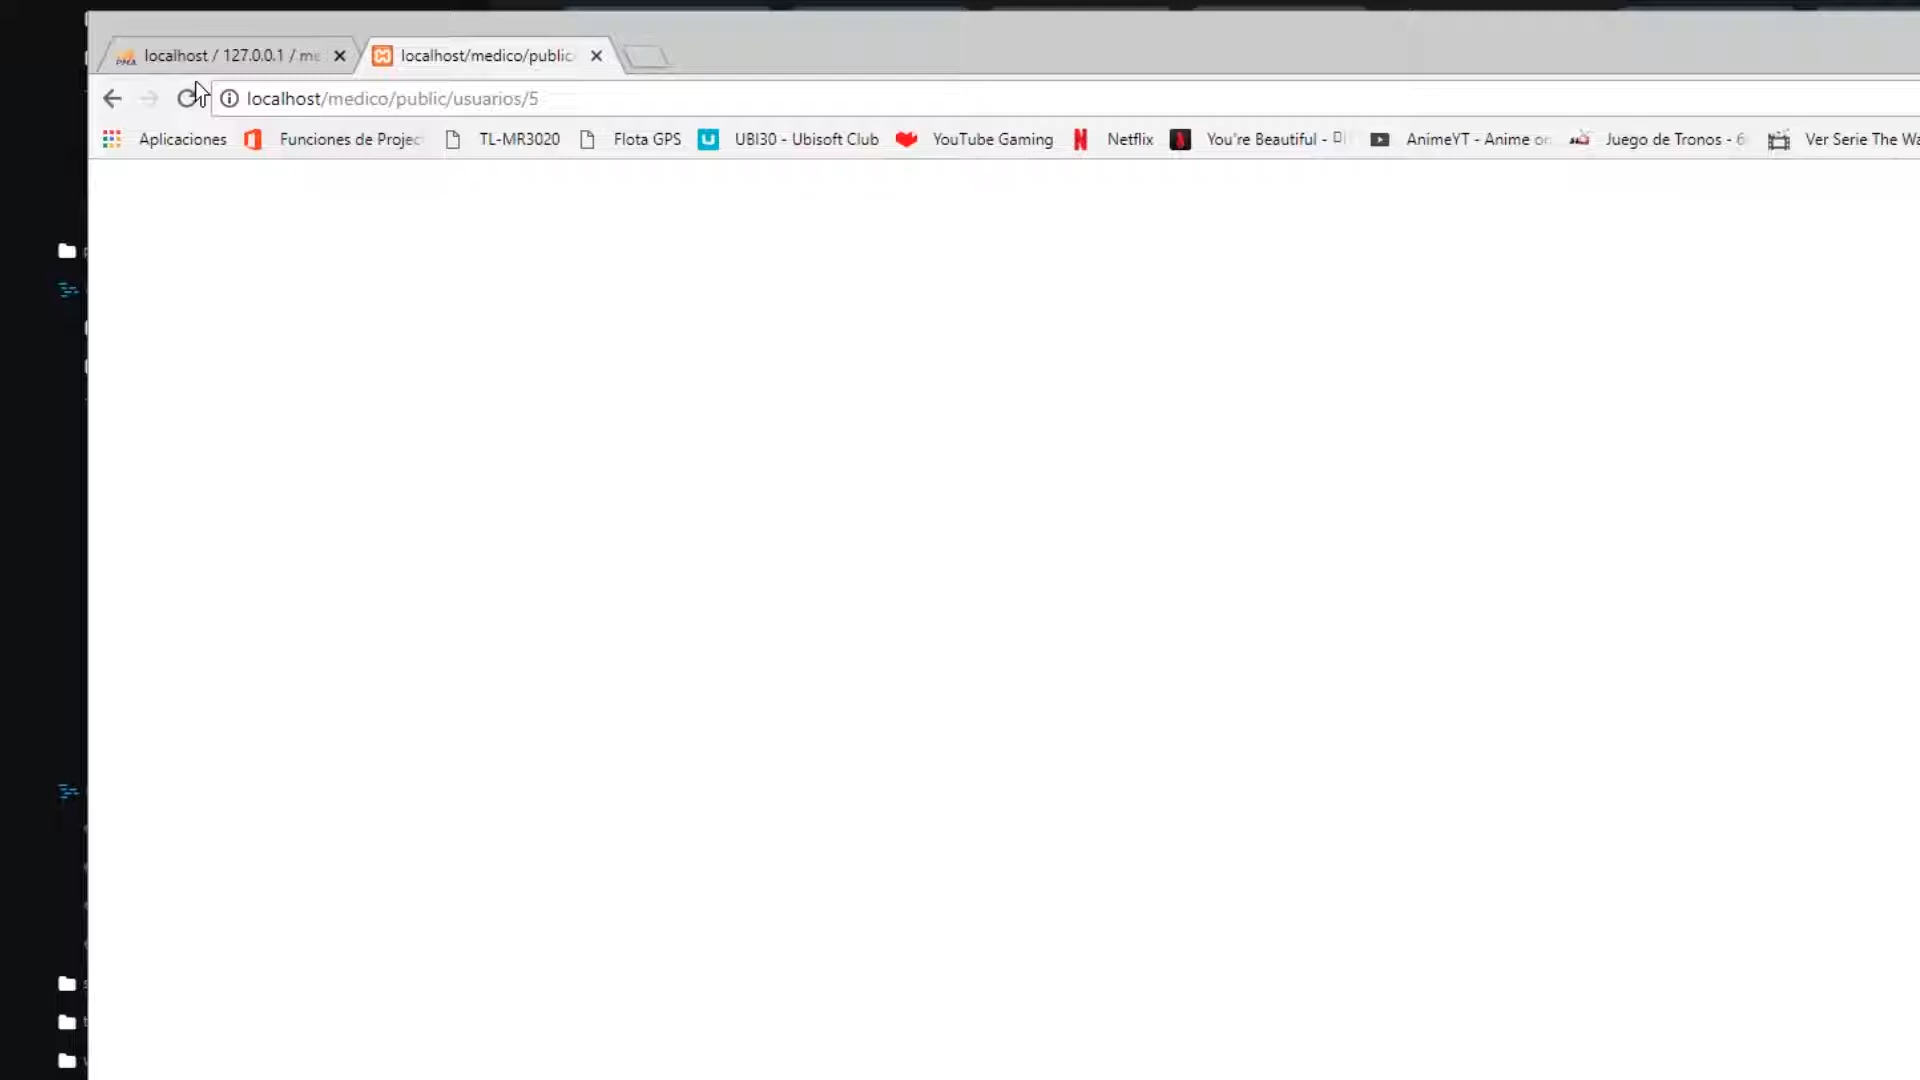 localhost / 127.0.0.1 / me
localhost/medico/public
localhost/medico/public/usuarios/5
Aplicaciones
Funciones de Projec
TL-MR3020
Flota GPS
UBI30 - Ubisoft Club
YouTube Gaming
Netflix
You're Beautiful -
AnimeYT - Anime on
Juego de Tronos - 6
Ver Serie The Wa